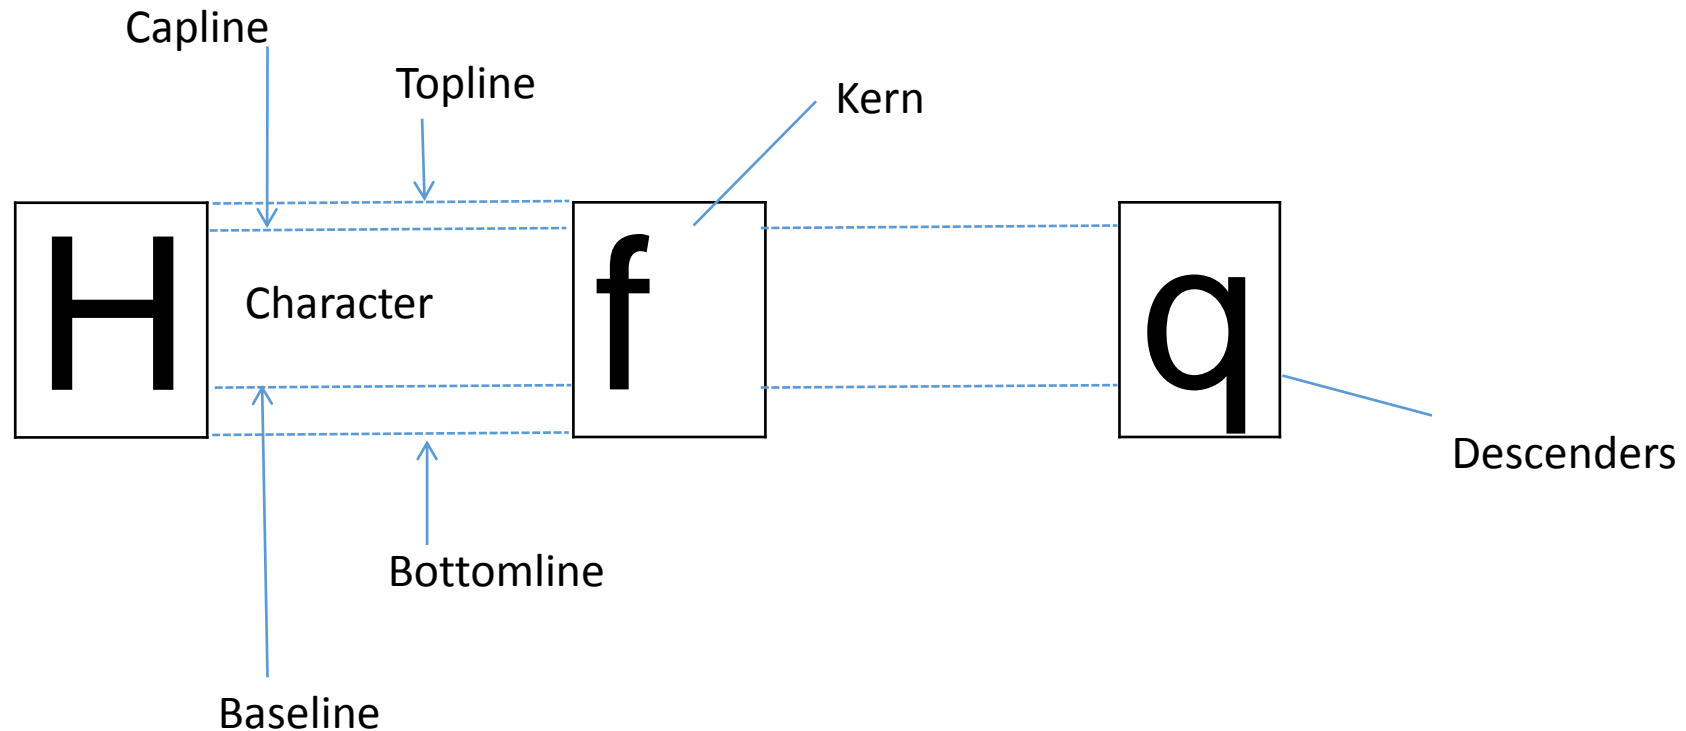 Capline
Topline
Kern
H
Character
f
q
Descenders
Bottomline
Baseline